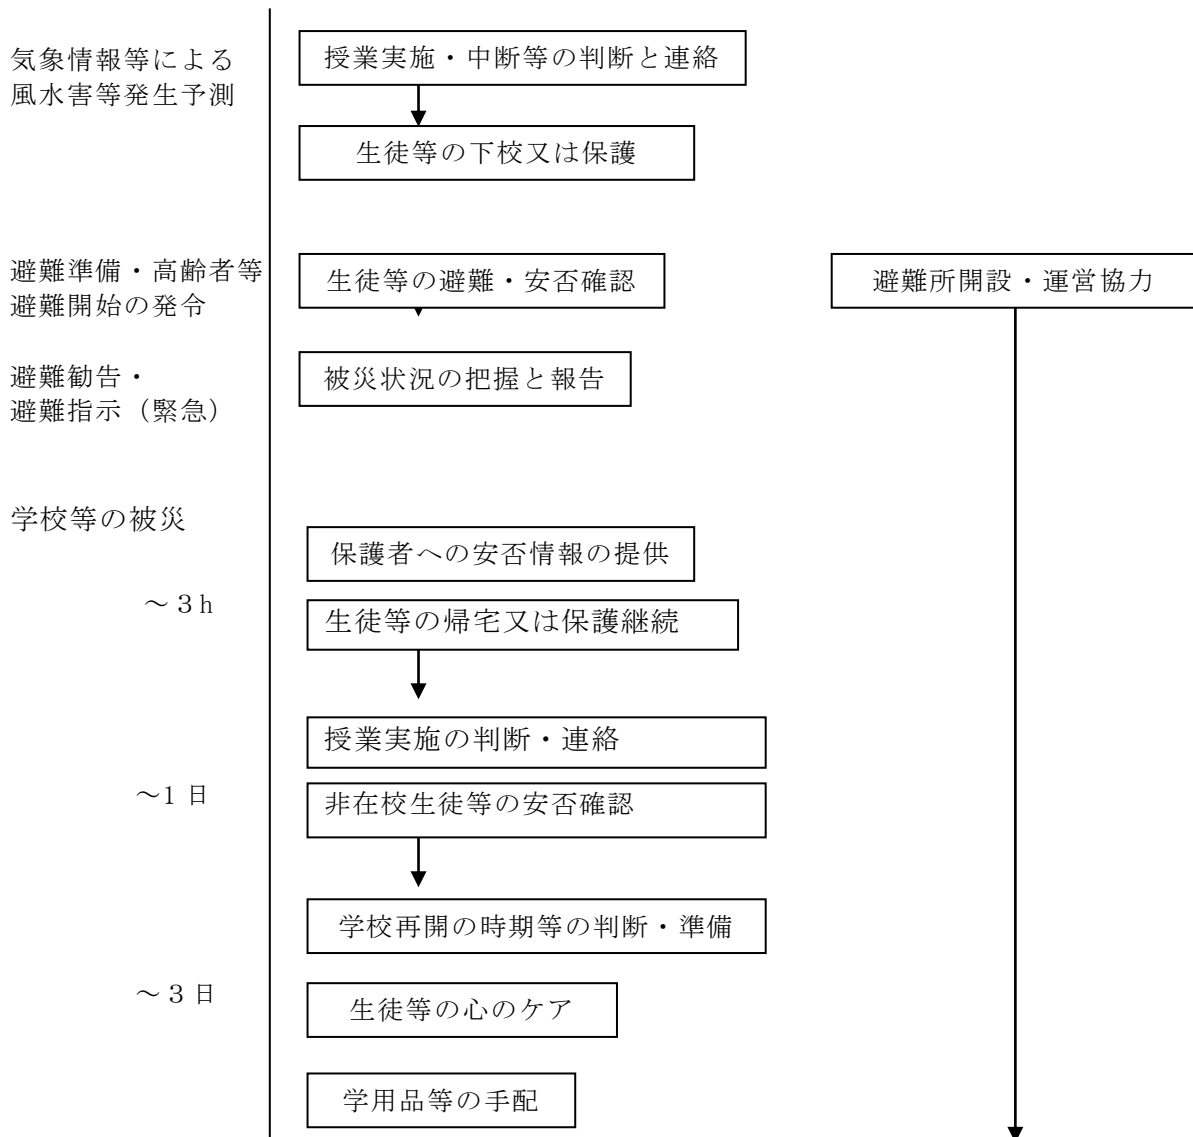 気象情報等による
風水害等発生予測
授業実施・中断等の判断と連絡
生徒等の下校又は保護
避難準備・高齢者等
避難開始の発令
生徒等の避難・安否確認
避難所開設・運営協力
避難勧告・
避難指示（緊急）
被災状況の把握と報告
学校等の被災
保護者への安否情報の提供
～３h
生徒等の帰宅又は保護継続
授業実施の判断・連絡
～1 日
非在校生徒等の安否確認
学校再開の時期等の判断・準備
～３日
生徒等の心のケア
学用品等の手配